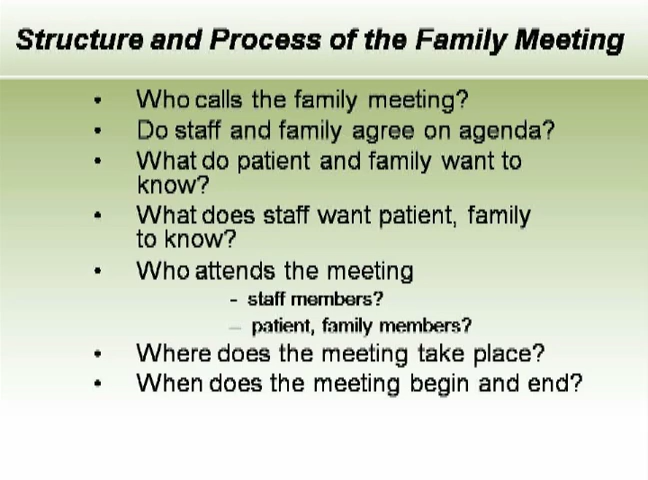 Structure and Process of the Family Meeting
• Who calls the family meeting?
• Do staff and family agree on agenda?
• What do patient and family want to
know?
• What does staff want patient, family
to know?
• Who attends the meeting
- staff members?
– patient, family members?
• Where does the meeting take place?
• When does the meeting begin and end?